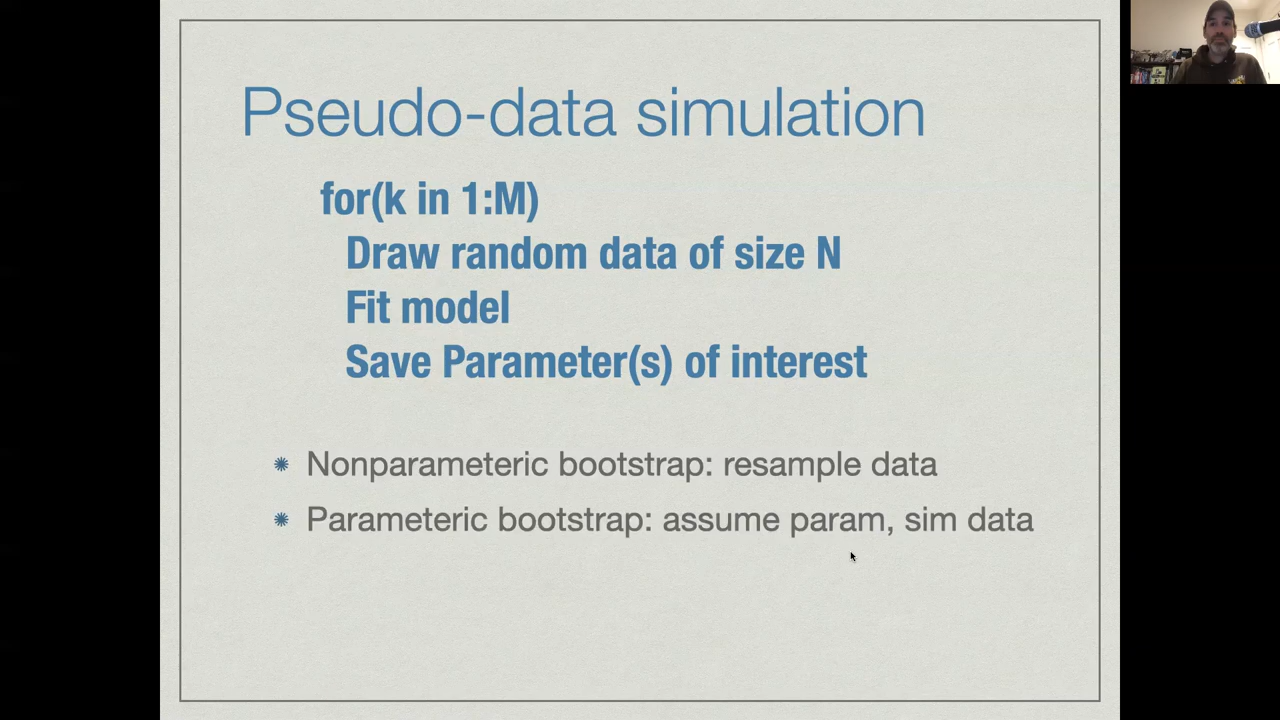 Pseudo-data simulation
for(k in 1:M)
Draw random data of size N
Fit model
Save Parameter(s) of interest
Nonparameteric bootstrap: resample data
Parameteric bootstrap: assume param, sim data